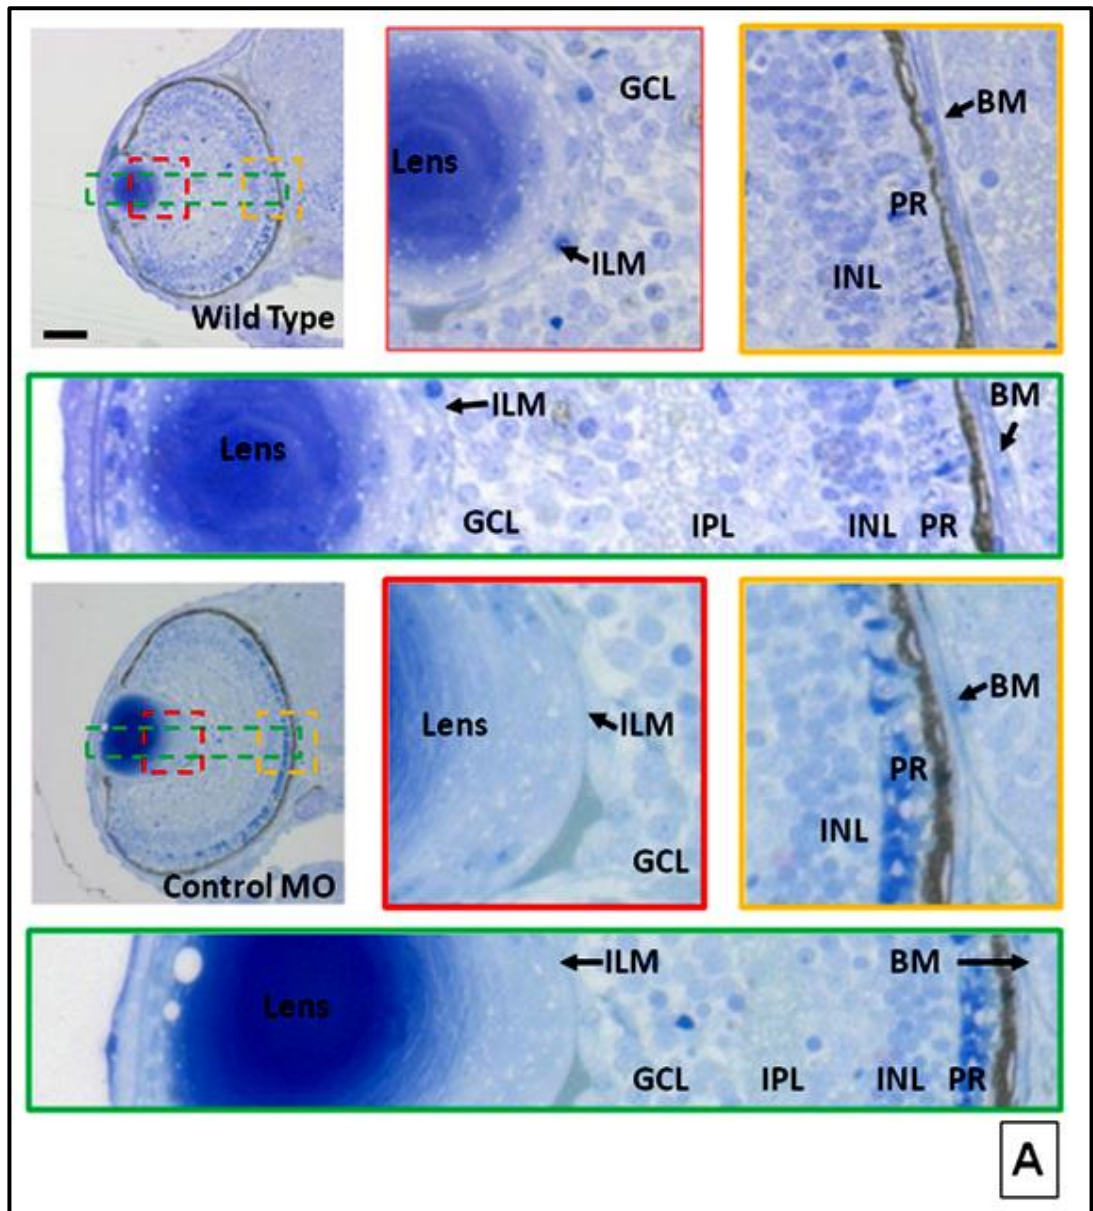 GCL
BM
Lens
PR
ILM
INL
Wild Type
ILM
BM
Lens
GCL
IPL
INL
PR
BM
Lens
ILM
PR
INL
GCL
Control MO
ILM
BM
Lens
GCL
IPL
INL
PR
A